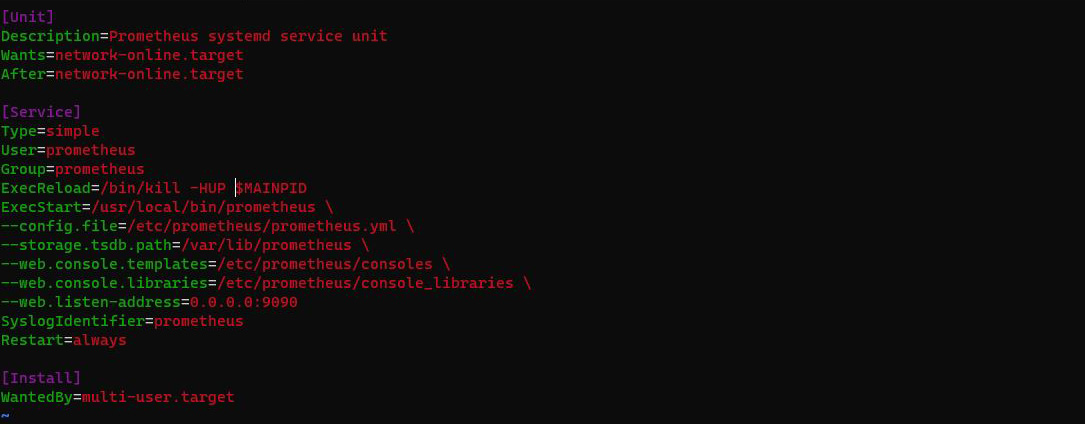 [Unit]
Description=Prometheus systemd service unit
Wants=network-online.target
After=network-online.target
[Service]
Type=simple
User=prometheus
Group=prometheus
ExecReload=/bin/kill -HUP $MAINPID
ExecStart=/usr/local/bin/prometheus \
--config.file=/etc/prometheus/prometheus.yml \
--storage.tsdb.path=/var/lib/prometheus \
--web.console.templates=/etc/prometheus/consoles \
--web.console.libraries=/etc/prometheus/console_libraries \
--web.listen-address=0.0.0.0:9090
SyslogIdentifier=prometheus
Restart=always
[Install]
WantedBy=multi-user.target
~